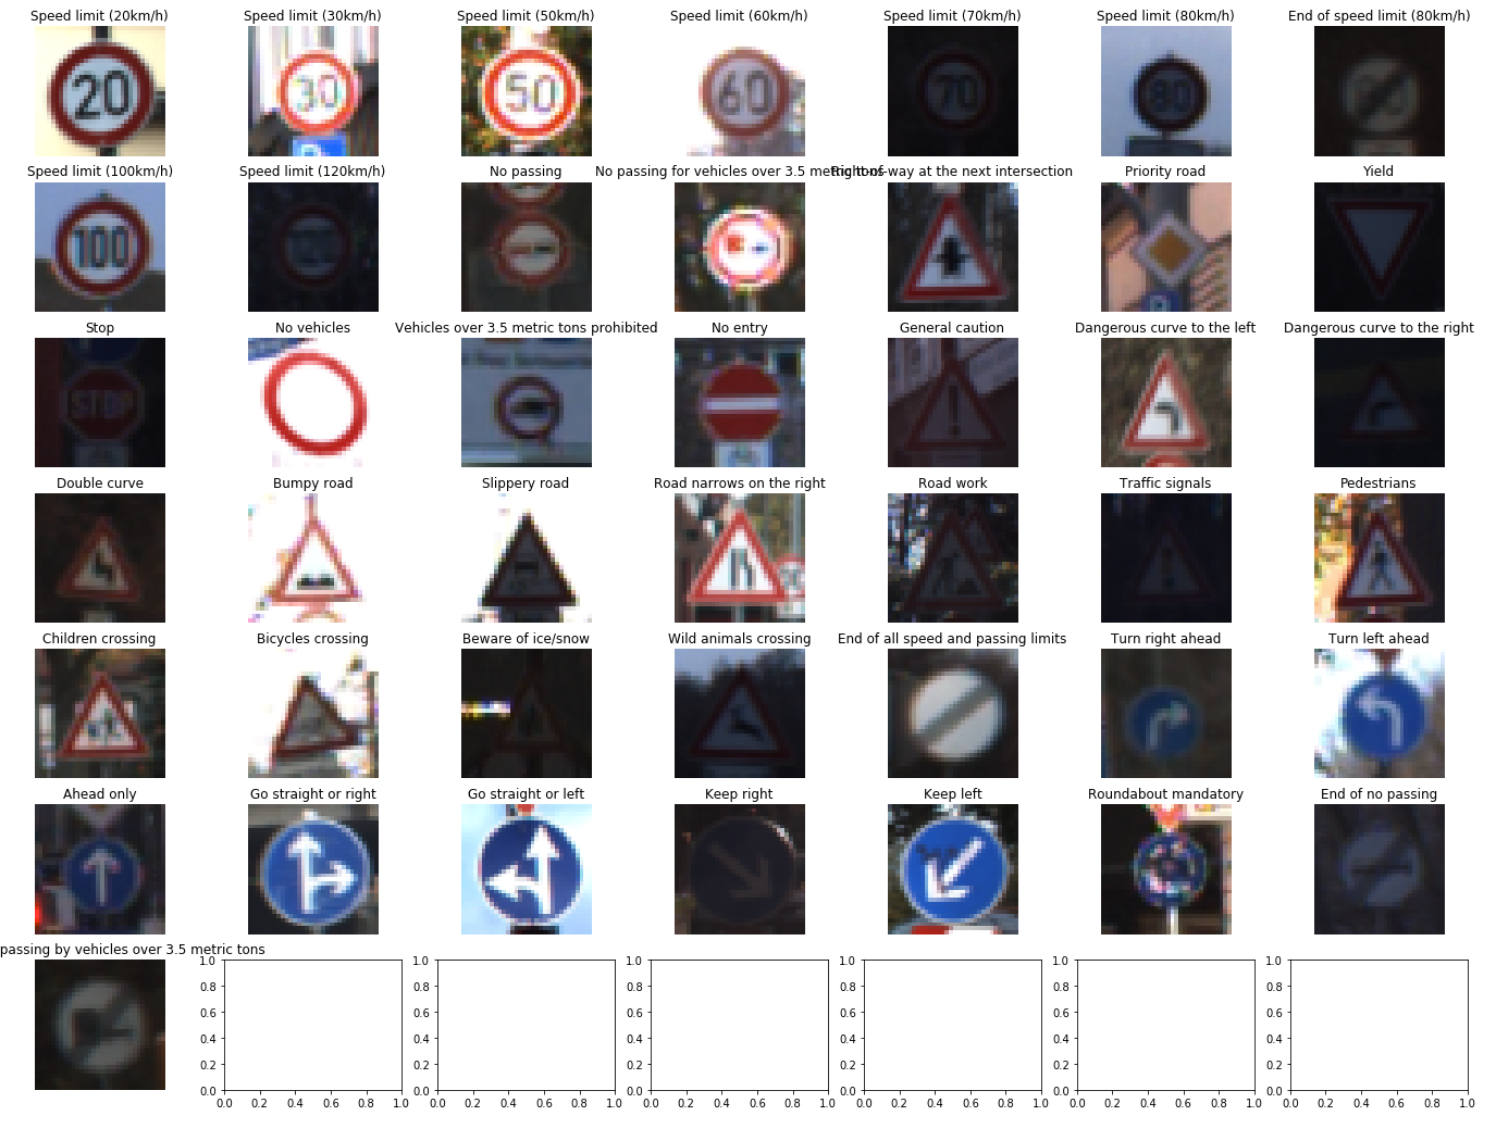 Speed limit (20km/h) Speed limit (30km/h) Speed limit (50km/h) Speed limit (60km/h) Speed limit (70km/h) Speed limit (80km/h) End of speed limit (80km/h)
20 30 50 60 70 80
Speed limit (100km/h) Speed limit (120km/h) No passing No passing for vehicles over 3.5 metric tons Right-of-way at the next intersection Priority road Yield
100
Stop No vehicles Vehicles over 3.5 metric tons prohibited No entry General caution Dangerous curve to the left Dangerous curve to the right
STOP
Double curve Bumpy road Slippery road Road narrows on the right Road work Traffic signals Pedestrians
Children crossing Bicycles crossing Beware of ice/snow Wild animals crossing End of all speed and passing limits Turn right ahead Turn left ahead
Ahead only Go straight or right Go straight or left Keep right Keep left Roundabout mandatory End of no passing
passing by vehicles over 3.5 metric tons
1.0 1.0 1.0 1.0 1.0 1.0
0.8 0.8 0.8 0.8 0.8 0.8
0.6 0.6 0.6 0.6 0.6 0.6
0.4 0.4 0.4 0.4 0.4 0.4
0.2 0.2 0.2 0.2 0.2 0.2
0.0 0.0 0.0 0.0 0.0 0.0
0.0 0.2 0.4 0.6 0.8 1.0 0.0 0.2 0.4 0.6 0.8 1.0 0.0 0.2 0.4 0.6 0.8 1.0 0.0 0.2 0.4 0.6 0.8 1.0 0.0 0.2 0.4 0.6 0.8 1.0 0.0 0.2 0.4 0.6 0.8 1.0